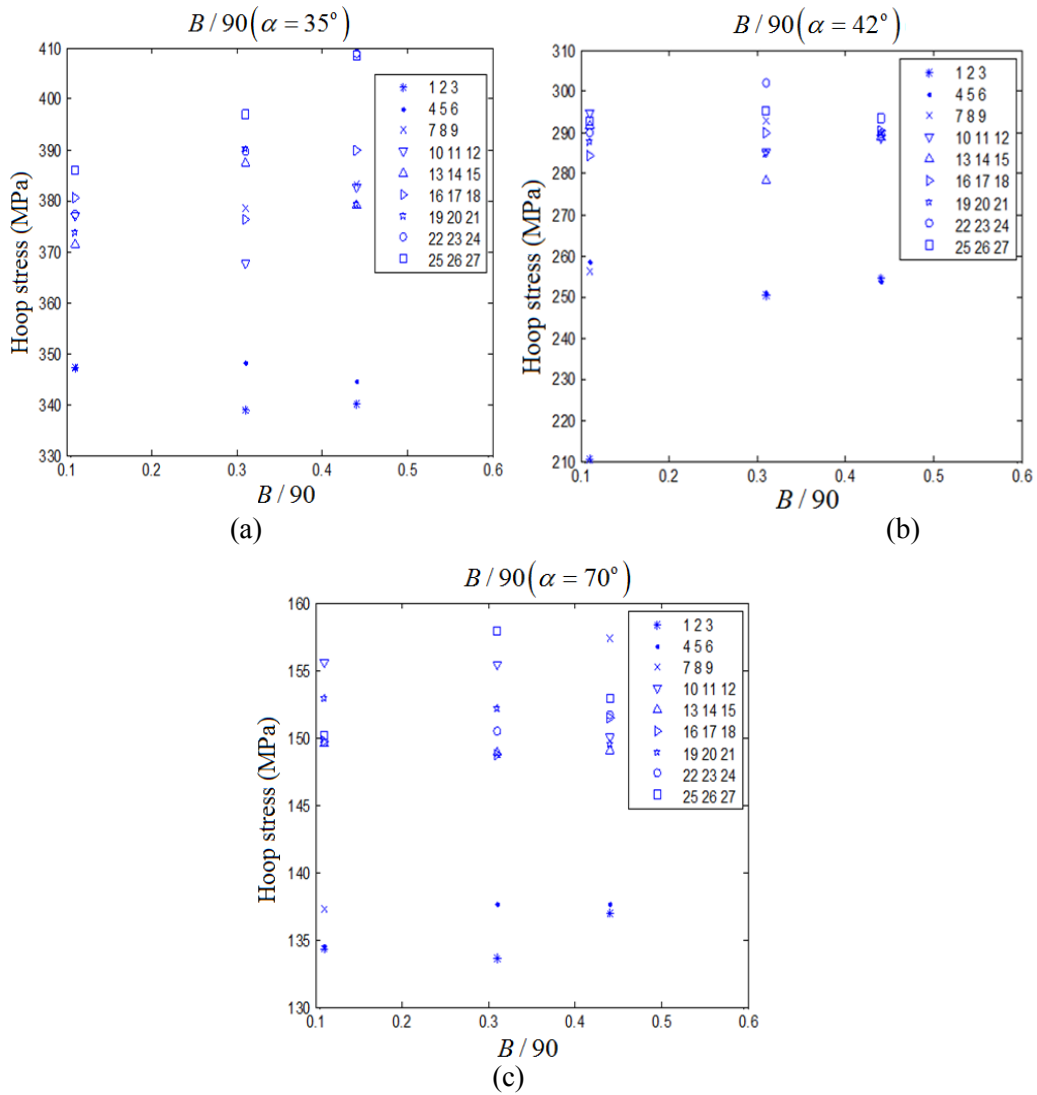 B / 90(α = 35°)
410
400
390
380
370
360
350
340
330
Hoop stress (MPa)
1 2 3
4 5 6
7 8 9
10 11 12
13 14 15
16 17 18
19 20 21
22 23 24
25 26 27
0.1 0.2 0.3 0.4 0.5 0.6
B / 90
(a)
B / 90(α = 42°)
310
300
290
280
270
260
250
240
230
220
210
Hoop stress (MPa)
1 2 3
4 5 6
7 8 9
10 11 12
13 14 15
16 17 18
19 20 21
22 23 24
25 26 27
0.1 0.2 0.3 0.4 0.5 0.6
B / 90
(b)
B / 90(α = 70°)
160
155
150
145
140
135
130
Hoop stress (MPa)
1 2 3
4 5 6
7 8 9
10 11 12
13 14 15
16 17 18
19 20 21
22 23 24
25 26 27
0.1 0.2 0.3 0.4 0.5 0.6
B / 90
(c)